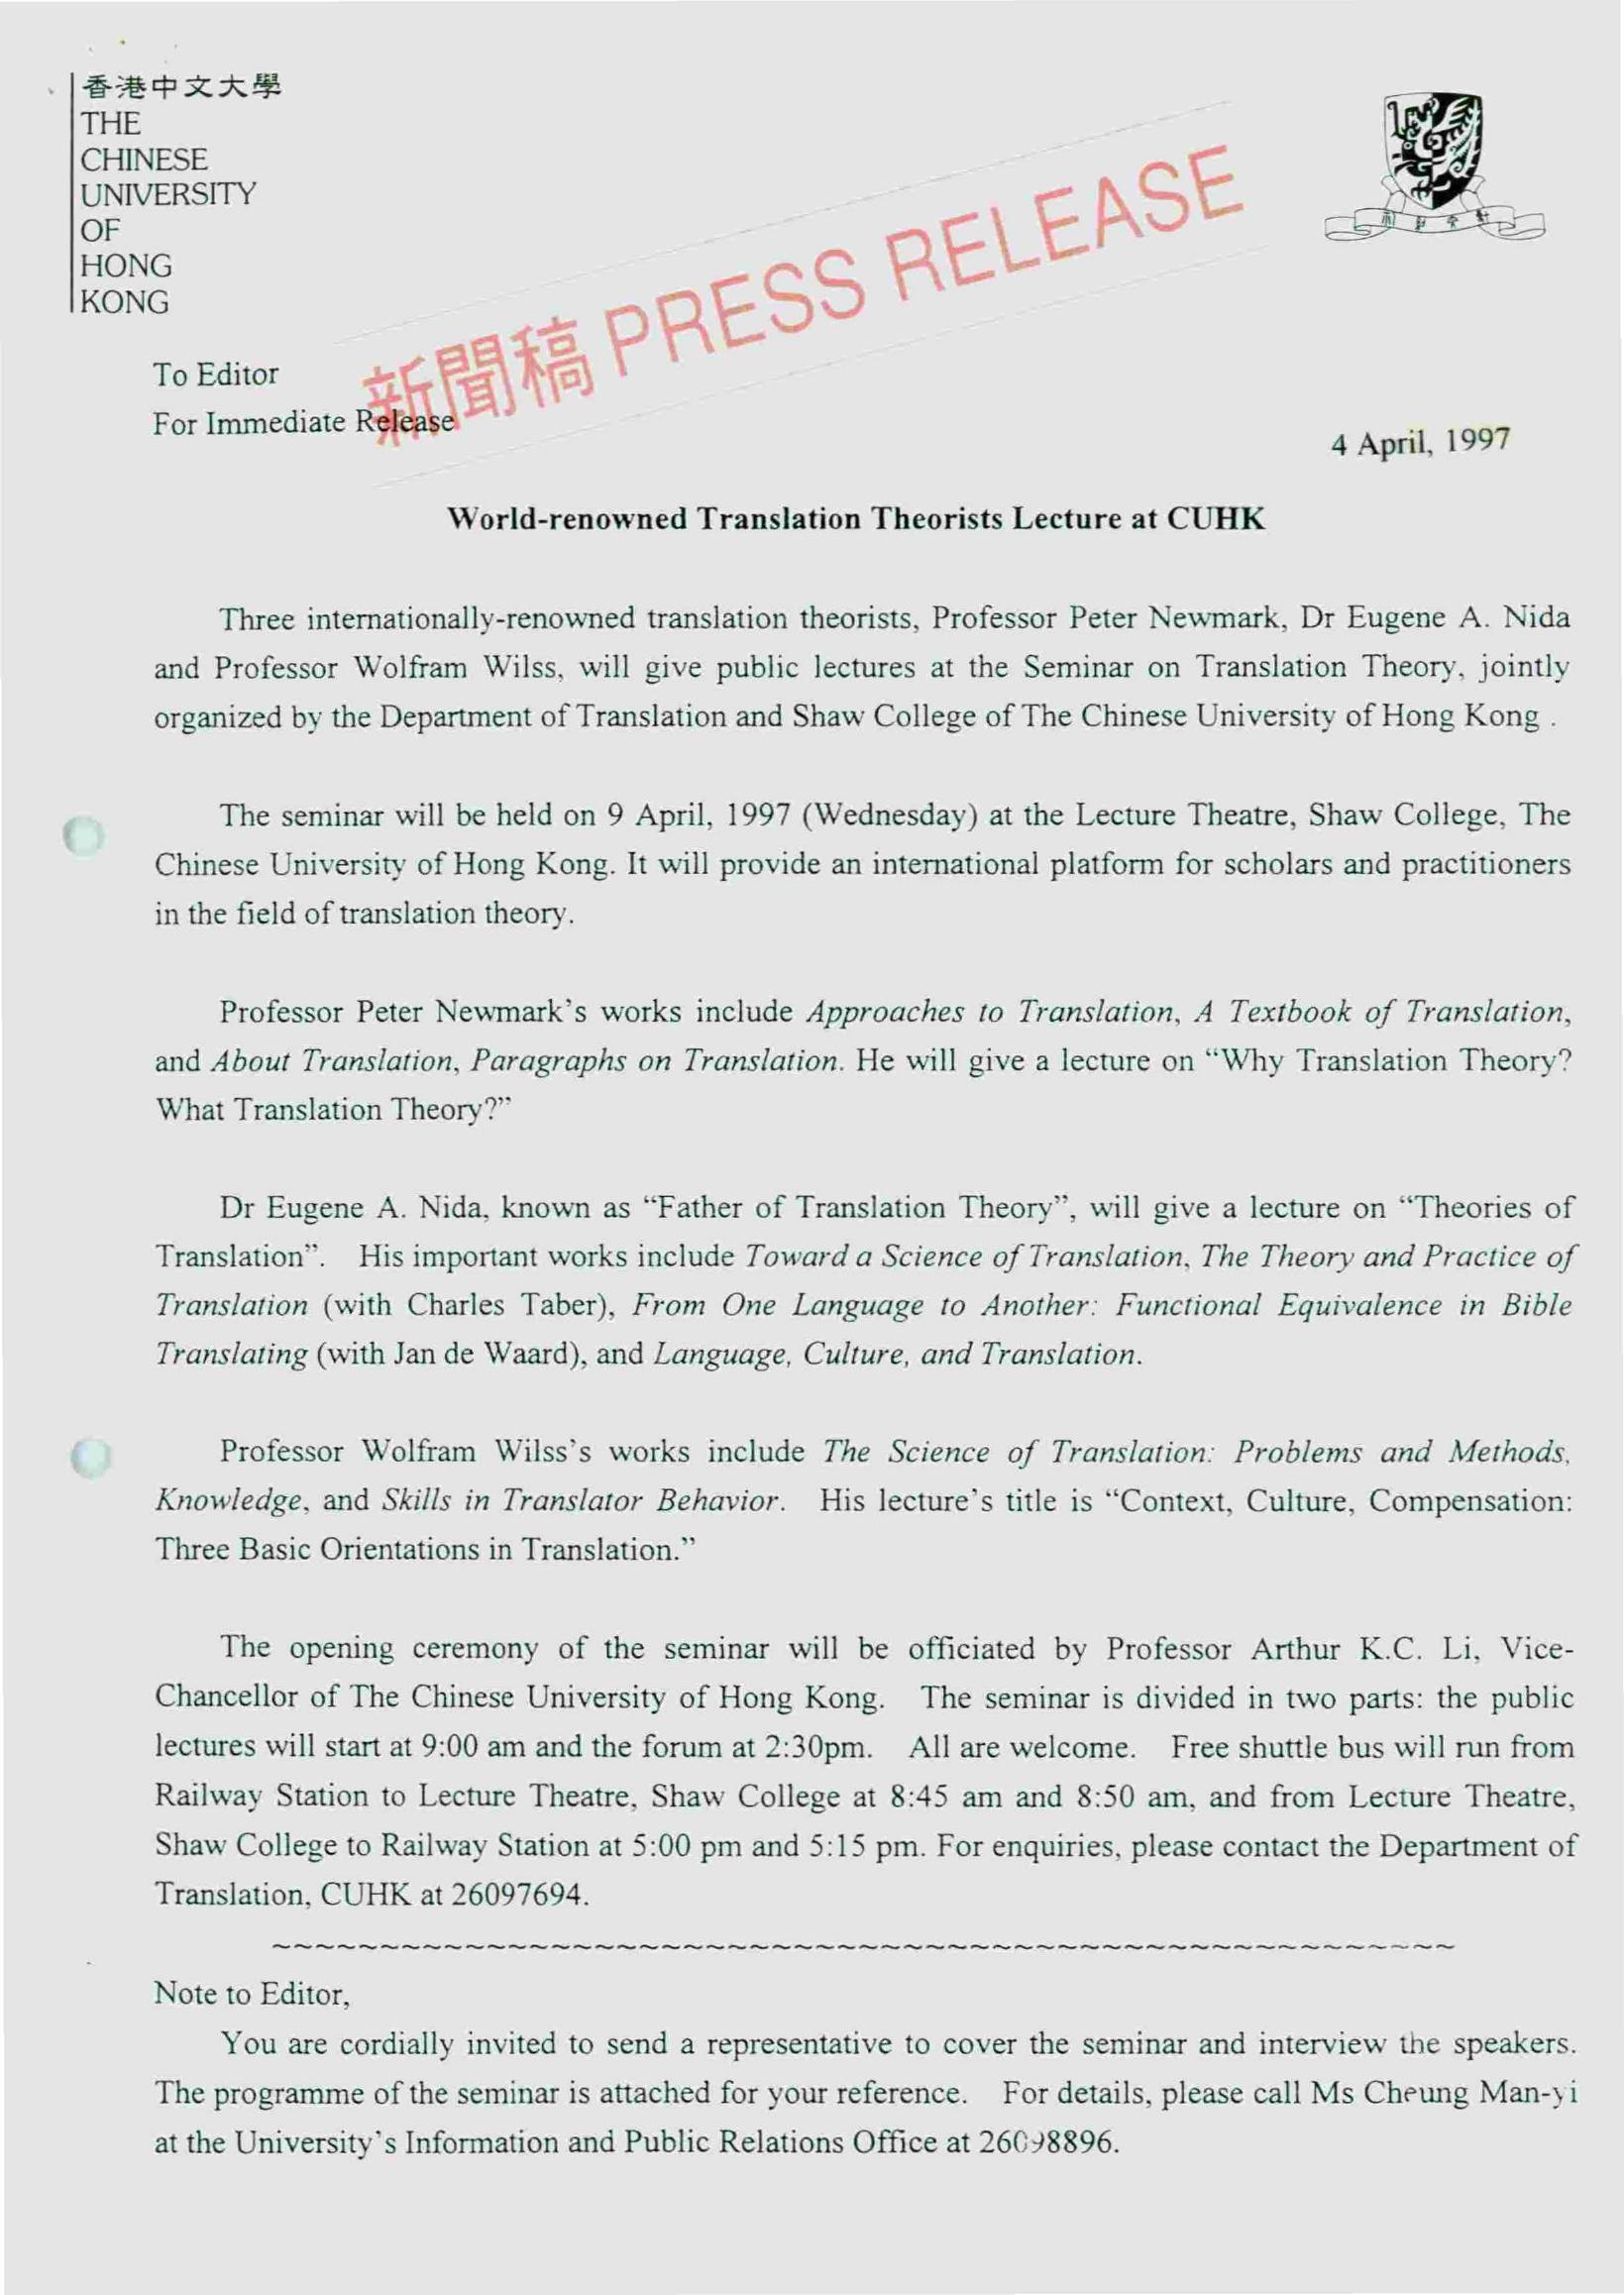 香港中文大學
THE
CHINESE
UNIVERSITY
OF
HONG
KONG
新聞稿 PRESS RELEASE
To Editor
For Immediate Release
4 April, 1997
World-renowned Translation Theorists Lecture at CUHK
Three internationally-renowned translation theorists, Professor Peter Newmark, Dr Eugene A. Nida
and Professor Wolfram Wilss, will give public lectures at the Seminar on Translation Theory, jointly
organized by the Department of Translation and Shaw College of The Chinese University of Hong Kong .
The seminar will be held on 9 April, 1997 (Wednesday) at the Lecture Theatre, Shaw College, The
Chinese University of Hong Kong. It will provide an international platform for scholars and practitioners
in the field of translation theory.
Professor Peter Newmark's works include Approaches to Translation, A Textbook of Translation,
and About Translation, Paragraphs on Translation. He will give a lecture on “Why Translation Theory?
What Translation Theory?”
Dr Eugene A. Nida, known as “Father of Translation Theory”, will give a lecture on “Theories of
Translation”. His important works include Toward a Science of Translation, The Theory and Practice of
Translation (with Charles Taber), From One Language to Another: Functional Equivalence in Bible
Translating (with Jan de Waard), and Language, Culture, and Translation.
Professor Wolfram Wilss's works include The Science of Translation: Problems and Methods,
Knowledge, and Skills in Translator Behavior. His lecture's title is “Context, Culture, Compensation:
Three Basic Orientations in Translation.”
The opening ceremony of the seminar will be officiated by Professor Arthur K.C. Li, Vice-
Chancellor of The Chinese University of Hong Kong. The seminar is divided in two parts: the public
lectures will start at 9:00 am and the forum at 2:30pm. All are welcome. Free shuttle bus will run from
Railway Station to Lecture Theatre, Shaw College at 8:45 am and 8:50 am, and from Lecture Theatre,
Shaw College to Railway Station at 5:00 pm and 5:15 pm. For enquiries, please contact the Department of
Translation, CUHK at 26097694.
~~~~~~~~~~~~~~~~~~~~~~~~~~~~~~~~~~~~~~~~~~~~~~~~~~~~~~~~
Note to Editor,
You are cordially invited to send a representative to cover the seminar and interview the speakers.
The programme of the seminar is attached for your reference. For details, please call Ms Cheung Man-yi
at the University's Information and Public Relations Office at 26098896.